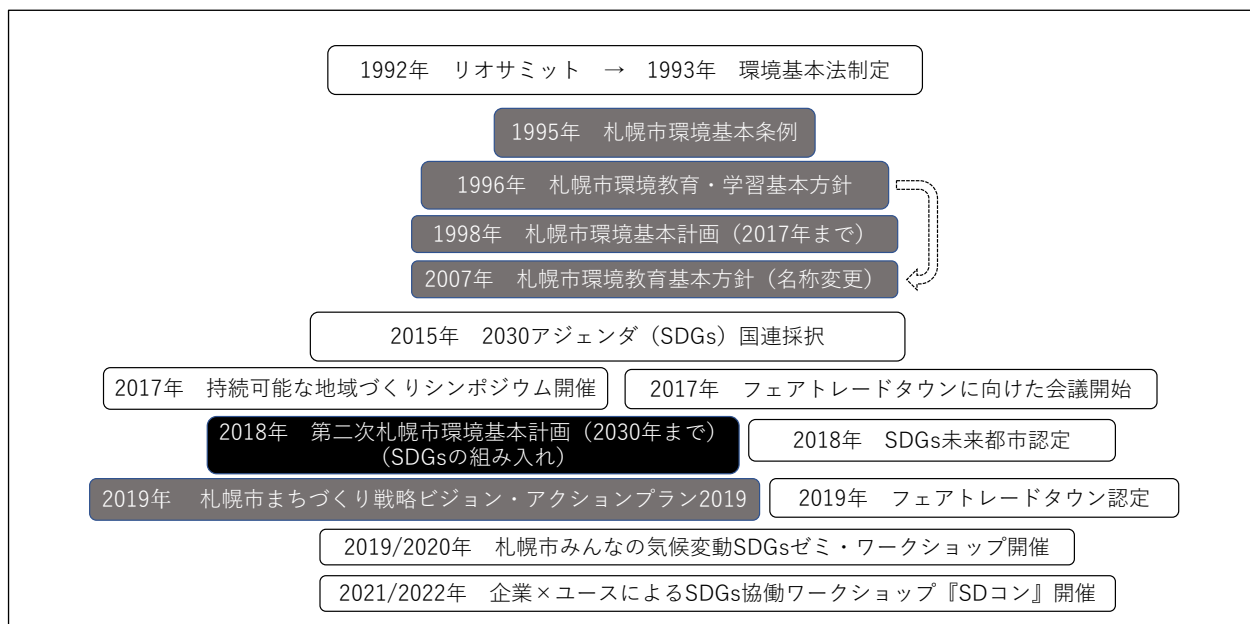 1992年　リオサミット　→　1993年　環境基本法制定
1995年　札幌市環境基本条例
1996年　札幌市環境教育・学習基本方針
1998年　札幌市環境基本計画（2017年まで）
2007年　札幌市環境教育基本方針（名称変更）
2015年　2030アジェンダ（SDGs）国連採択
2017年　持続可能な地域づくりシンポジウム開催
2017年　フェアトレードタウンに向けた会議開始
2018年　第二次札幌市環境基本計画（2030年まで）
（SDGsの組み入れ）
2018年　SDGs未来都市認定
2019年　札幌市まちづくり戦略ビジョン・アクションプラン2019
2019年　フェアトレードタウン認定
2019/2020年　札幌市みんなの気候変動SDGsゼミ・ワークショップ開催
2021/2022年　企業×ユースによるSDGs協働ワークショップ『SDコン』開催